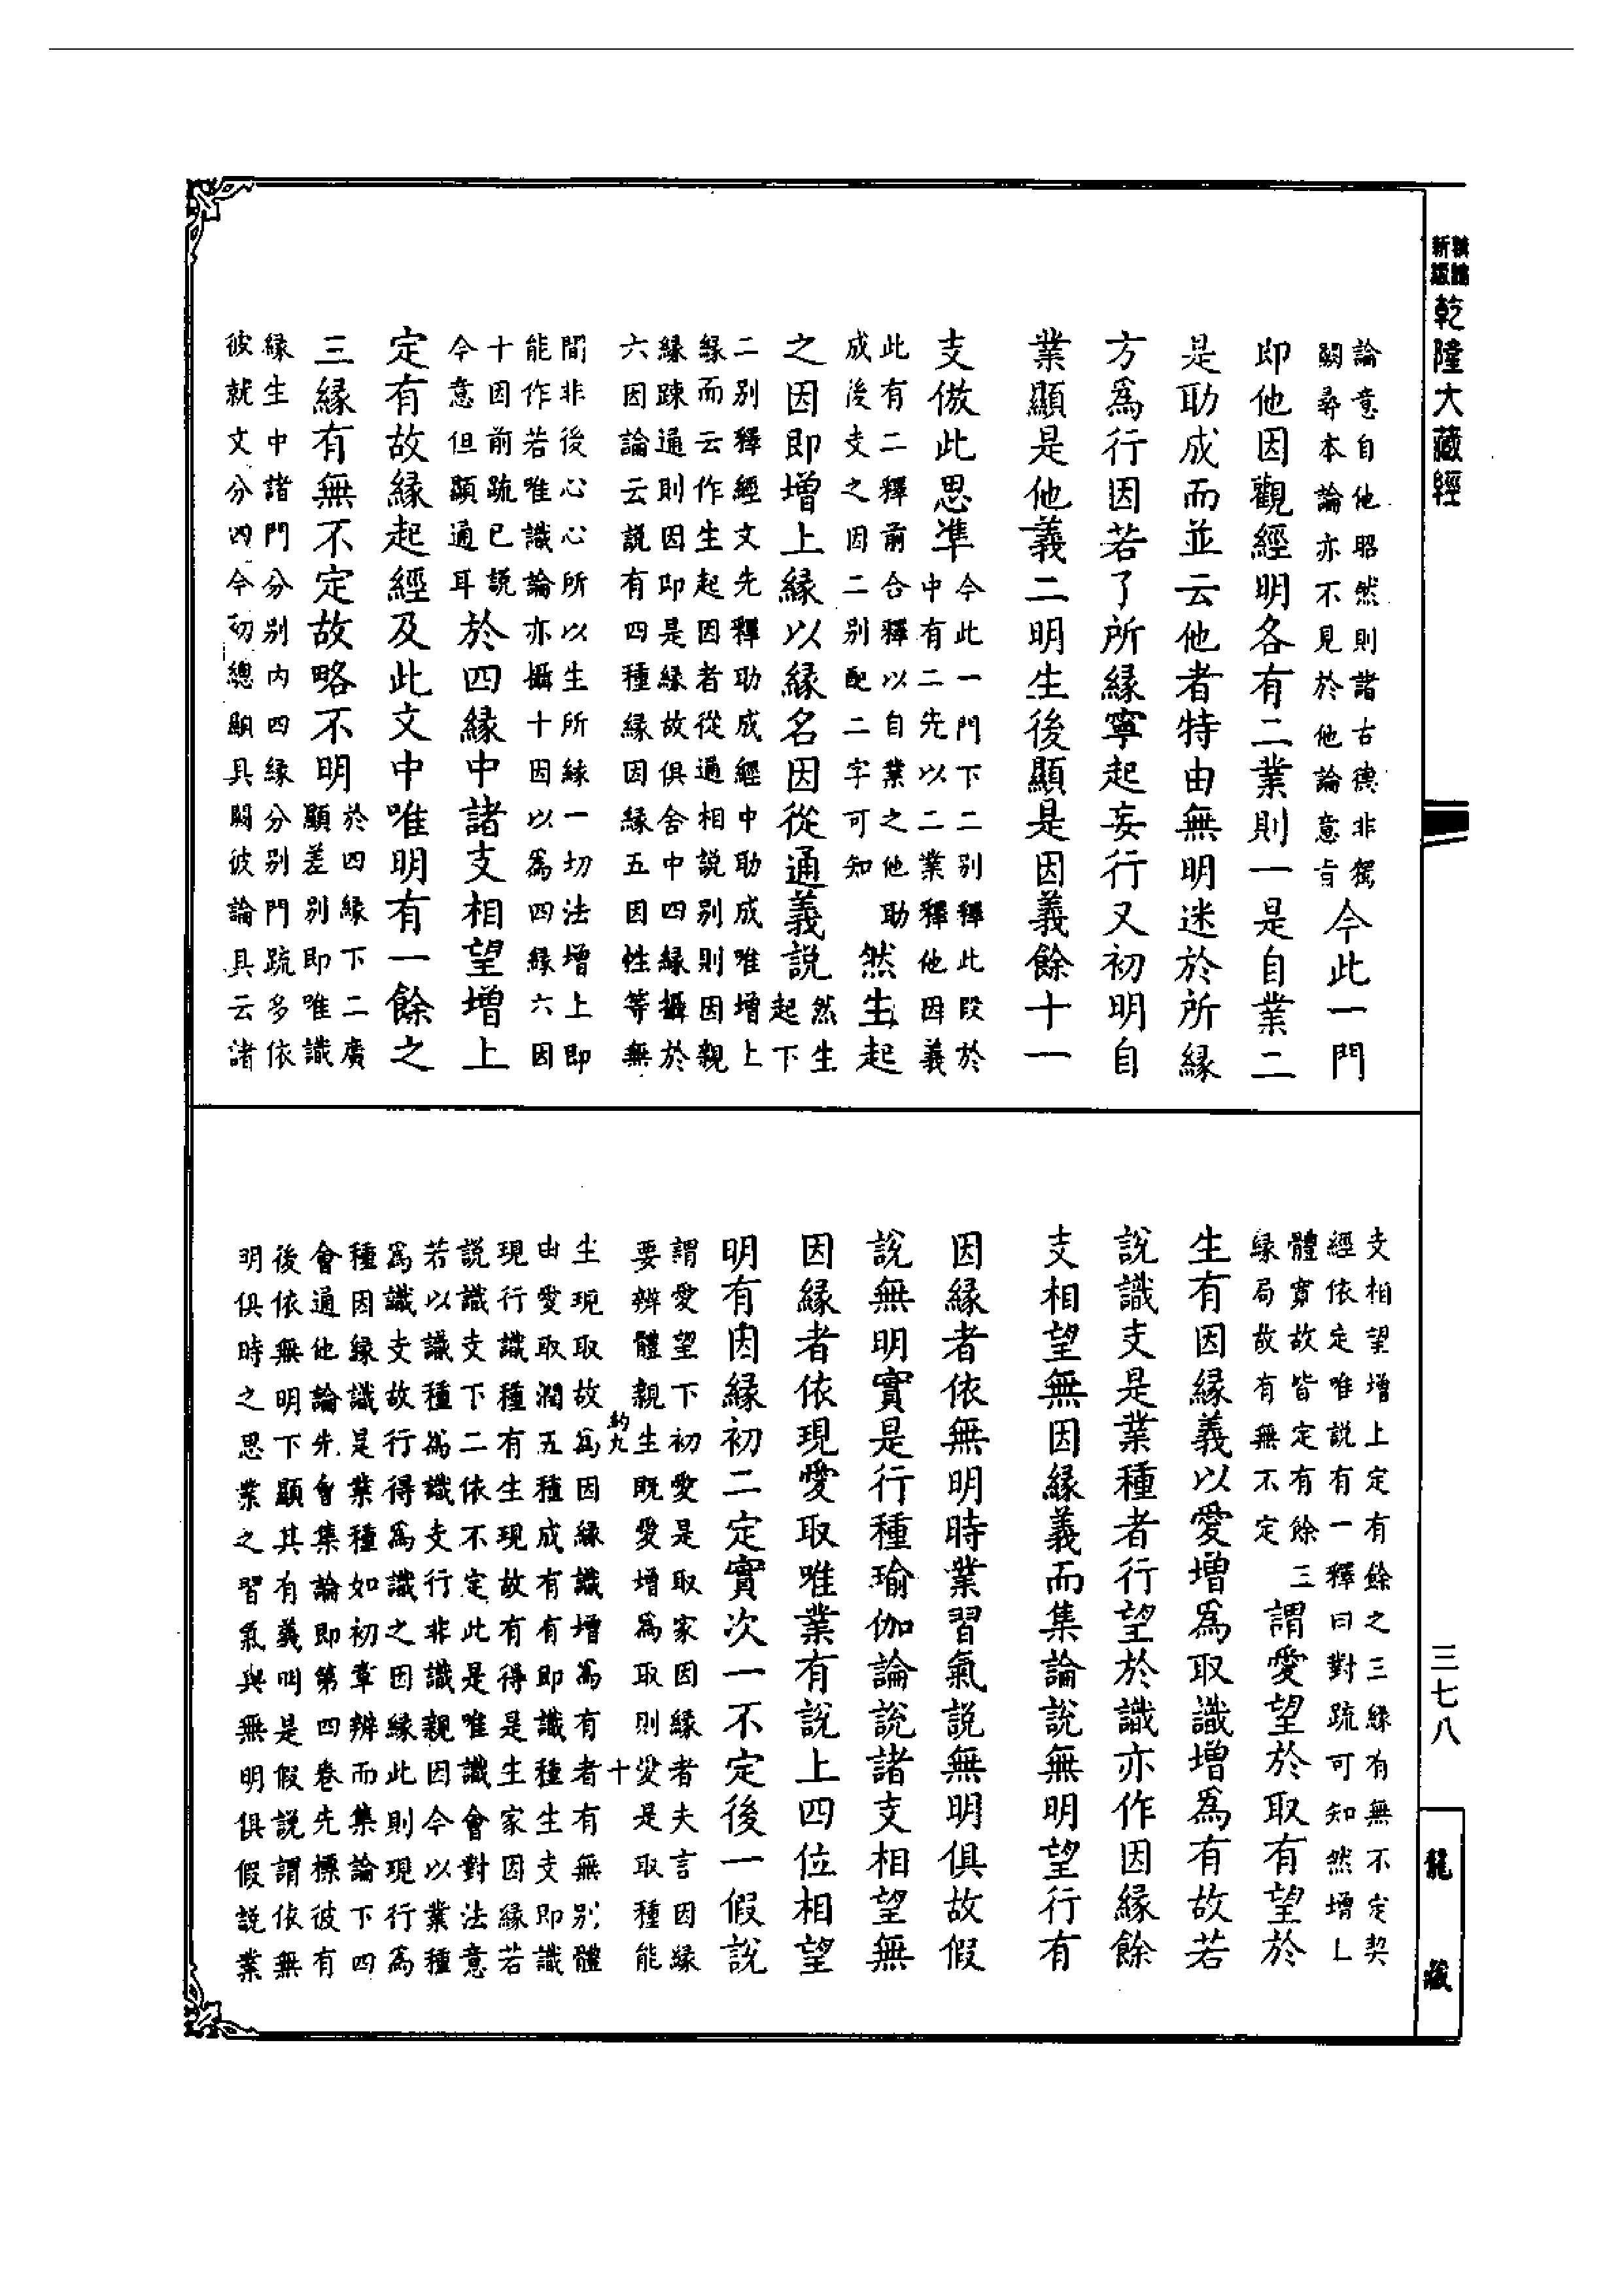 乾隆大藏經
論意自他昭然則諸古德非獨
闕尋本論亦不見於他論意旨
今此一門
即他因觀經明各有二業則一是自業二
是助成而並云他者特由無明迷於所緣
方爲行因若了所緣寧起妄行又初明自
業顯是他義二明生後顯是因義餘十一
支倣此思準
今此一門下二別釋此段於
中有二先以二業釋他因義
此有二釋前合釋以自業之他助
成後支之因二別配二字可知
然生起
之因即增上緣以緣名因從通義說
然生
起下
二別釋經文先釋助成經中助成唯增上
緣而云作生起因者從通相說別則因親
緣踈通則因即是緣故俱舍中四緣攝於
六因論云說有四種緣因緣五因性等無
間非後心心所以生所緣一切法增上即
能作若唯識論亦攝十因以爲四緣六因
十因前疏已說
今意但顯通耳
於四緣中諸支相望增上
定有故緣起經及此文中唯明有一餘之
三緣有無不定故略不明
於四緣下二廣
顯差別即唯識
緣生中諸門分別內四緣分別門疏多依
彼就文分四今初總顯具闕彼論具云諸
支相望增上定有餘之三緣有無不定契
經依定唯說有一釋曰對疏可知然增上
體寬故皆定有餘三
緣局故有無不定
謂愛望於取有望於
生有因緣義以愛增爲取識增爲有故若
說識支是業種者行望於識亦作因緣餘
支相望無因緣義而集論說無明望行有
因緣者依無明時業習氣說無明俱故假
說無明實是行種瑜伽論說諸支相望無
因緣者依現愛取唯業有說上四位相望
明有因緣初二定實次一不定後一假說
謂愛望下初愛是取家因緣者夫言因緣
要辨體親生既愛增爲取則愛是取種能
約九
十
生現取故爲因緣識增爲有者有無別體
由愛取潤五種成有有即識種生支即識
現行識種有生現故有得是生家因緣若
說識支下二依不定此是唯識會對法意
若以識種爲識支行非識親因今以業種
爲識支故行得爲識之因緣此則現行爲
種因緣識是業種如初章辨而集論下四
會通他論先會集論即第四卷先標彼有
後依無明下顯其有義明是假說謂依無
明俱時之思業之習氣與無明俱假說業
三七八
龍藏